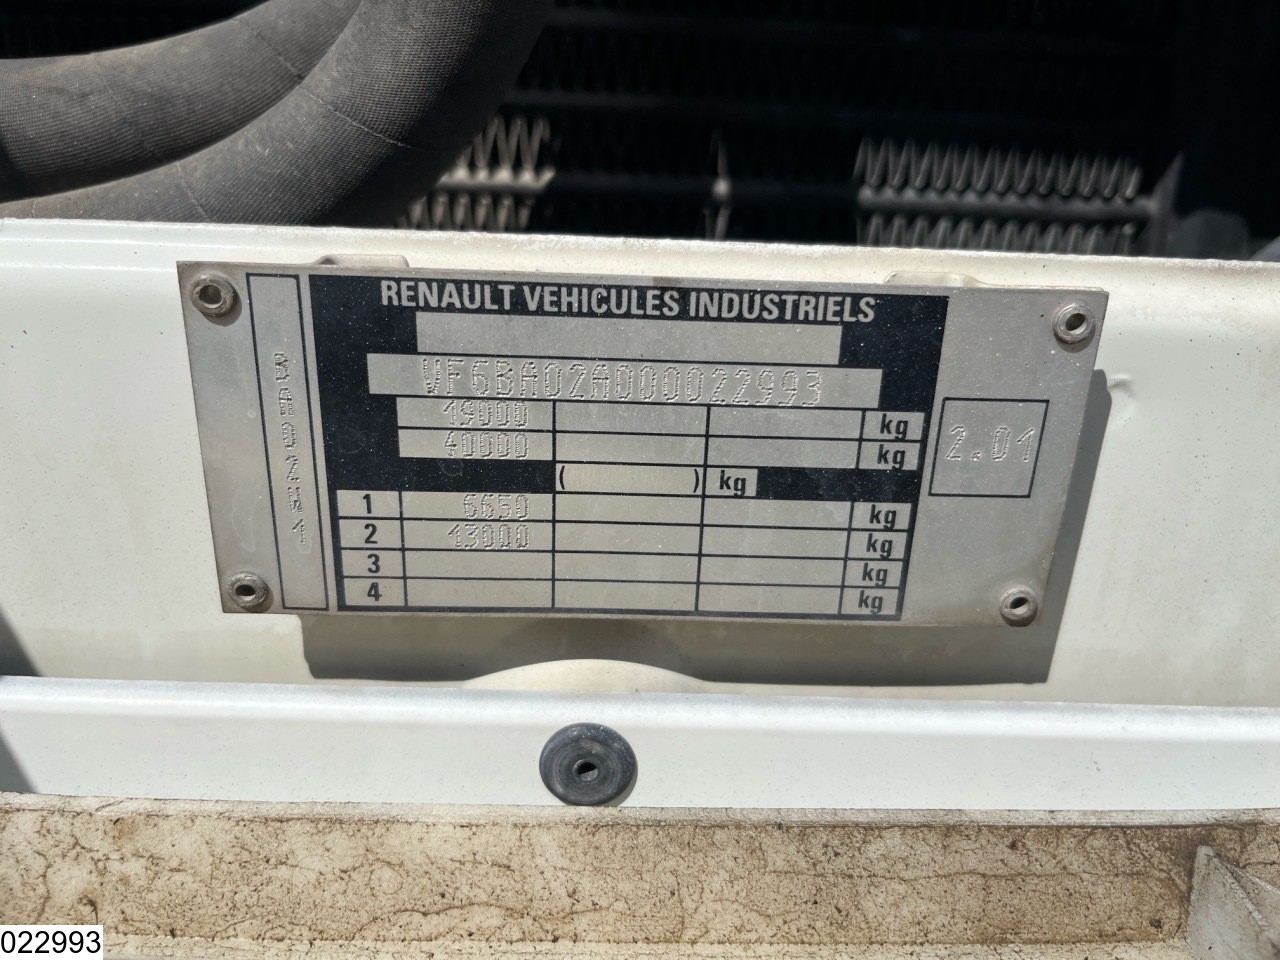 RENAULT VEHICULES INDUSTRIELS
VF6BA02A000022993
19000 kg
40000 kg
( ) kg
1 6650 kg
2 13000 kg
3 kg
4 kg
2.01
022993